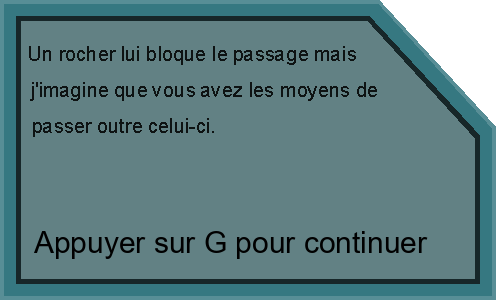 Un rocher lui bloque le passage mais
j'imagine que vous avez les moyens de
passer outre celui-ci.
Appuyer sur G pour continuer